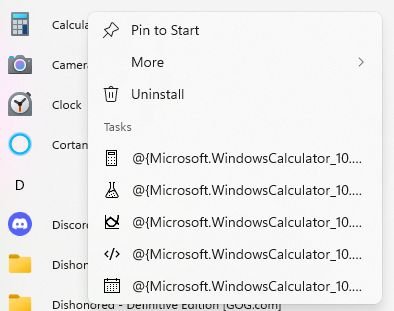 Calcula
Pin to Start
Camera
More
Uninstall
Clock
Tasks
Cortan
@{Microsoft.WindowsCalculator_10....
D
@{Microsoft.WindowsCalculator_10....
Discord
@{Microsoft.WindowsCalculator_10....
@{Microsoft.WindowsCalculator_10....
Dishono
@{Microsoft.WindowsCalculator_10....
Dishonored - Definitive Edition [GOG.com]